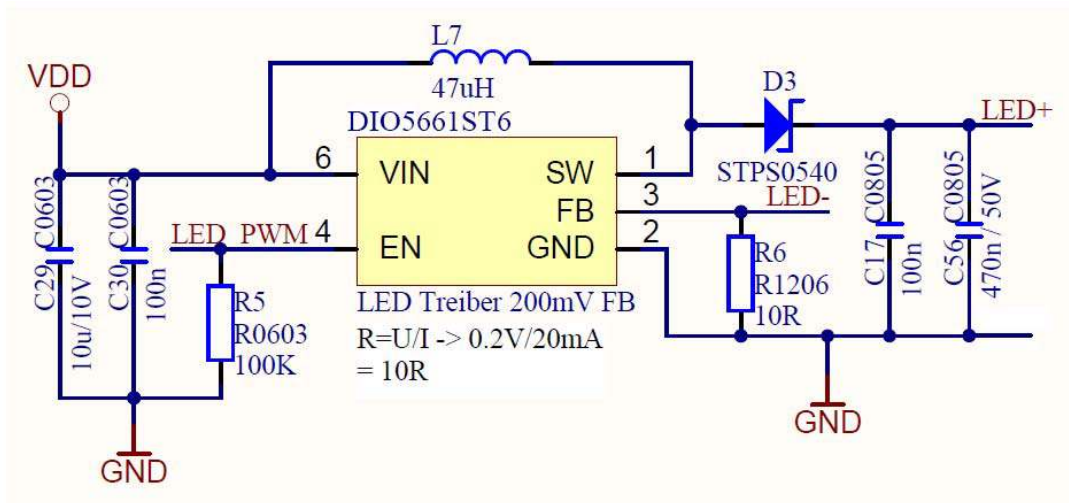 L7
47uH
VDD
D3
LED+
STPS0540
DIO5661ST6
6
VIN
SW
1
FB
3
LED-
LED_PWM
4
EN
GND
2
C0603
C29
10u/10V
C0603
C30
100n
R5
R0603
100K
LED Treiber 200mV FB
R=U/I -> 0.2V/20mA
= 10R
R6
R1206
10R
C0805
C17
100n
C0805
C56
470n / 50V
GND
GND